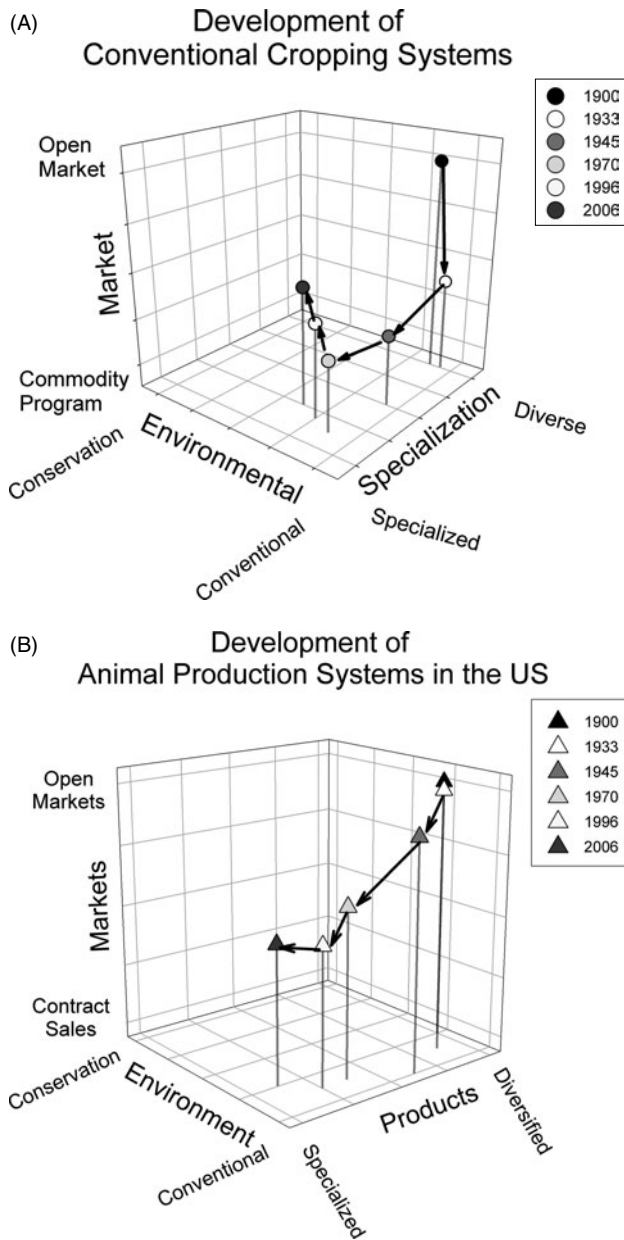 (A)
Development of
Conventional Cropping Systems
1900
1933
1945
1970
1996
2006
Open
Market
Market
Commodity
Program
Conservation
Environmental
Conventional
Specialization
Diverse
Specialized
(B)
Development of
Animal Production Systems in the US
1900
1933
1945
1970
1996
2006
Open
Markets
Markets
Contract
Sales
Conservation
Environment
Conventional
Products
Diversified
Specialized